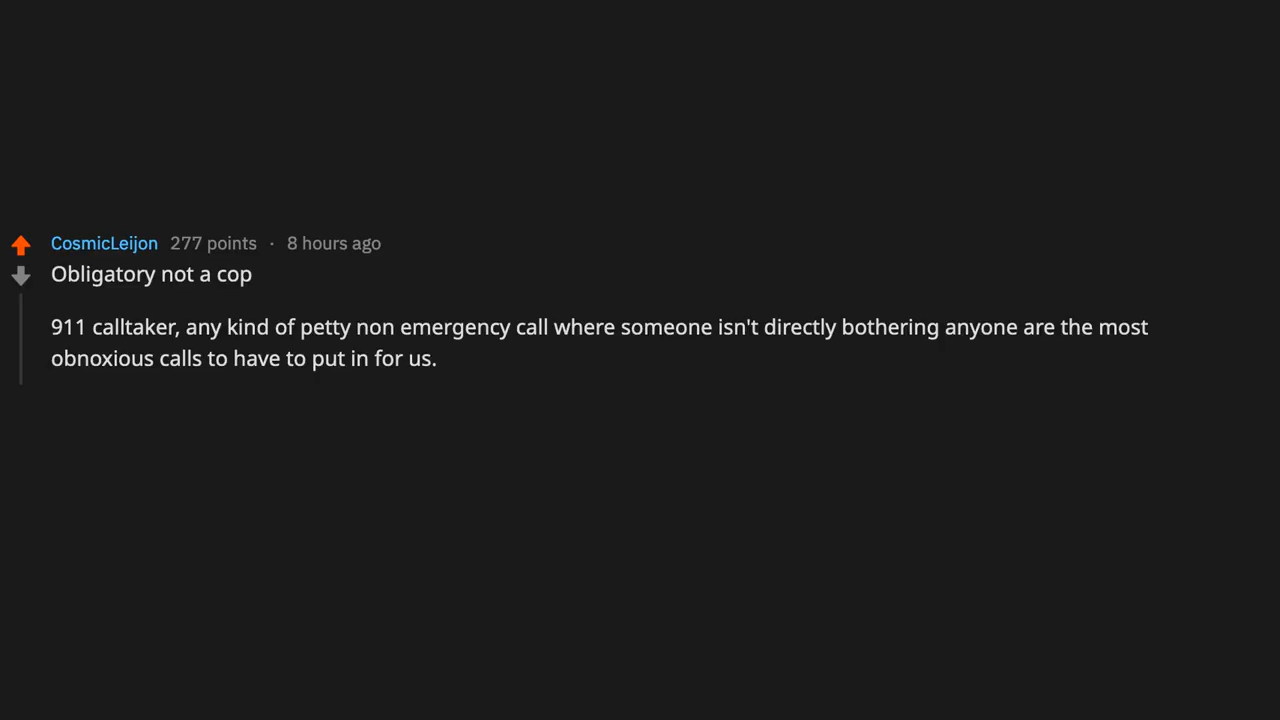 CosmicLeijon 277 points · 8 hours ago
Obligatory not a cop
911 calltaker, any kind of petty non emergency call where someone isn't directly bothering anyone are the most
obnoxious calls to have to put in for us.